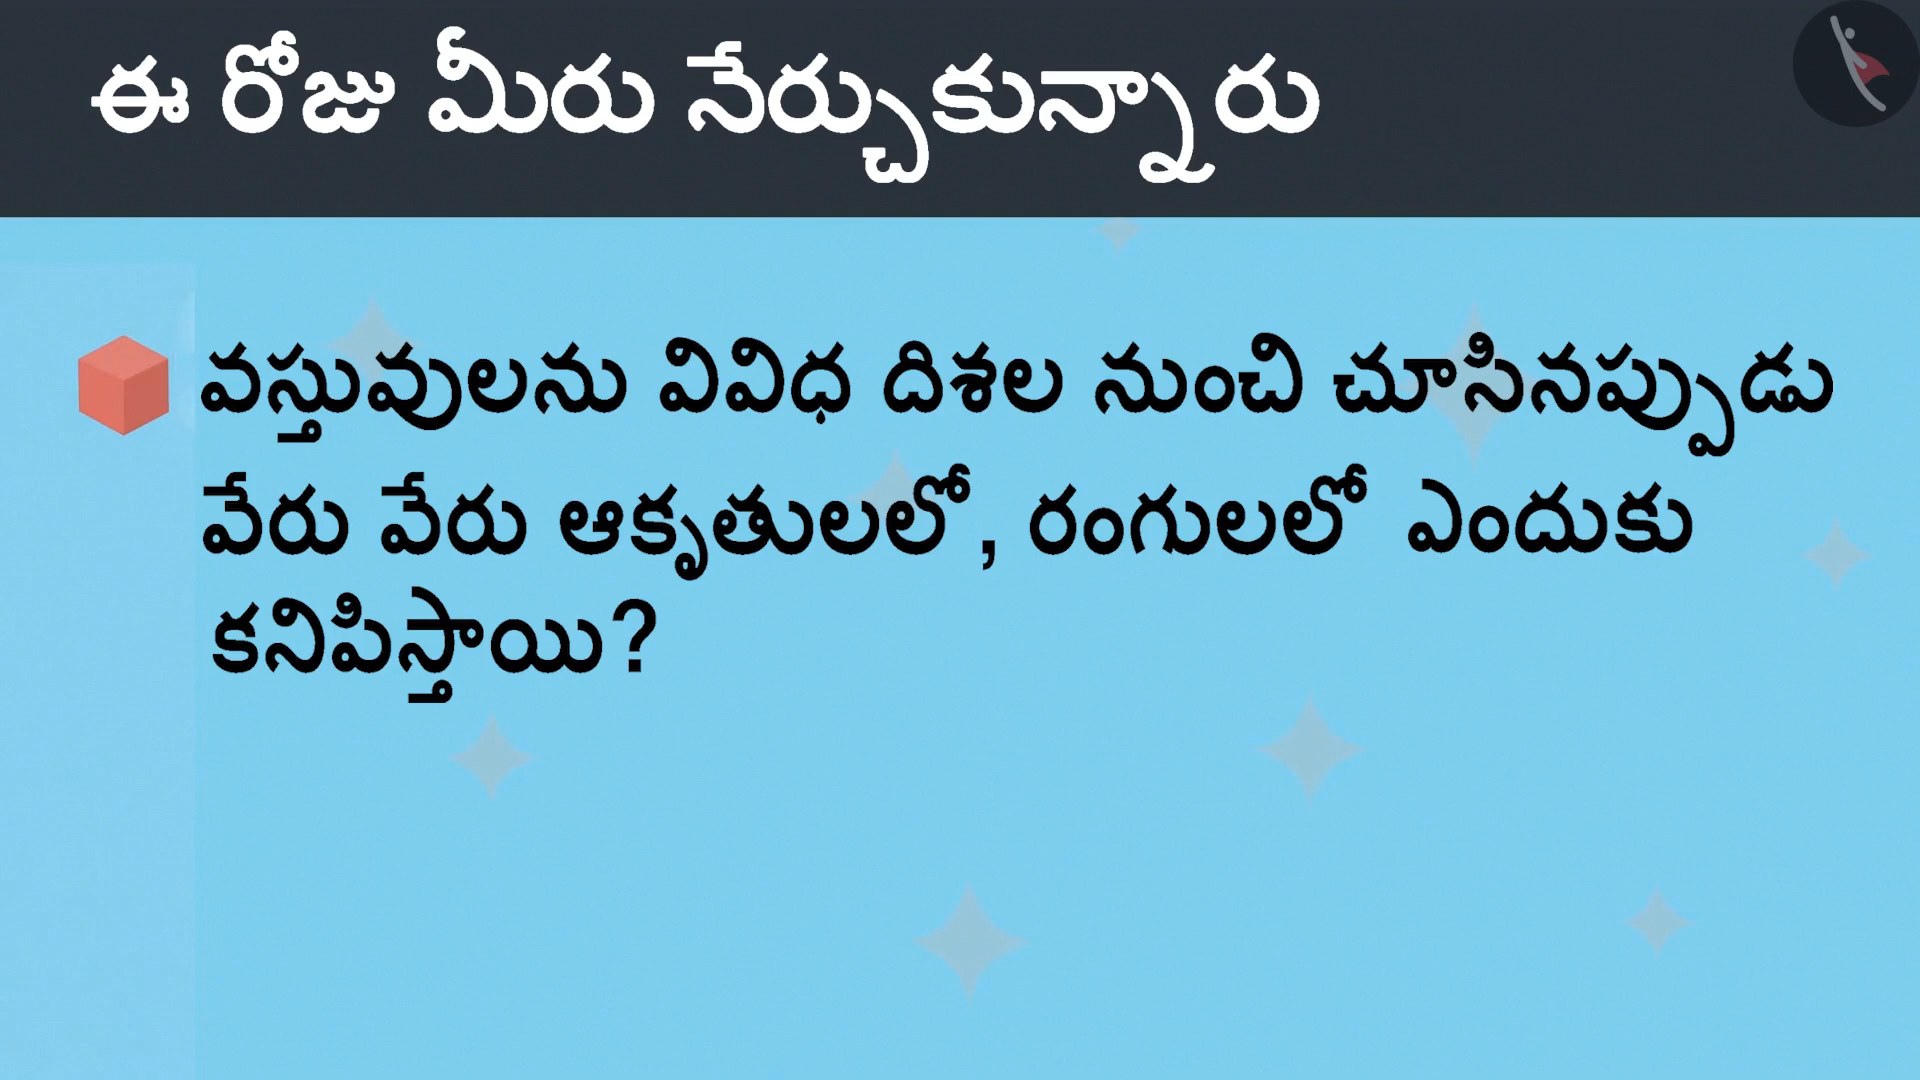 ఈ రోజు మీరు నేర్చుకున్నారు
వస్తువులను వివిధ దిశల నుంచి చూసినప్పుడు
వేరు వేరు ఆకృతులలో, రంగులలో ఎందుకు
కనిపిస్తాయి?